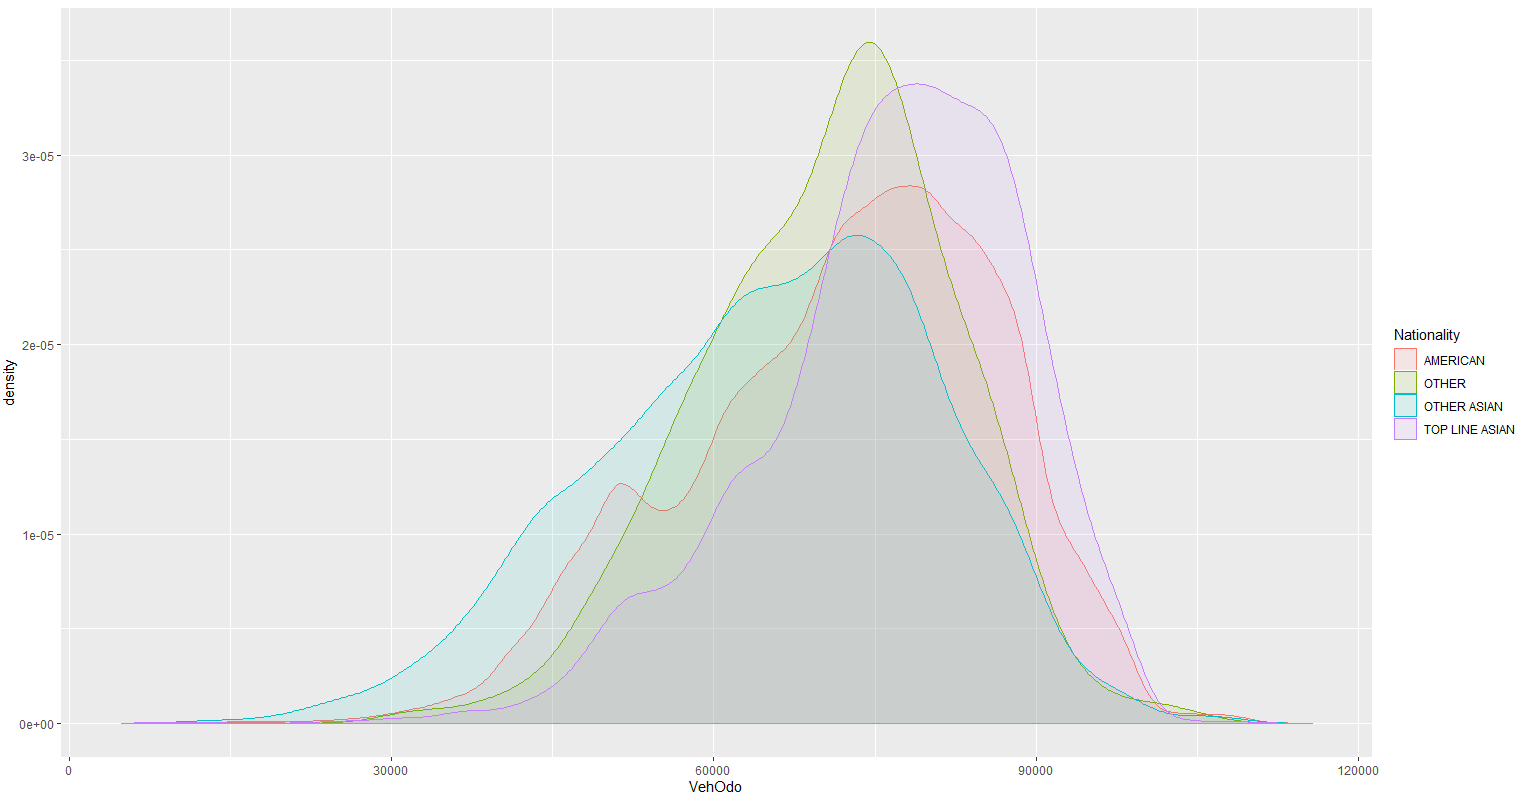 density
3e-05
2e-05
1e-05
0e+00
0
30000
60000
90000
120000
VehOdo
Nationality
AMERICAN
OTHER
OTHER ASIAN
TOP LINE ASIAN